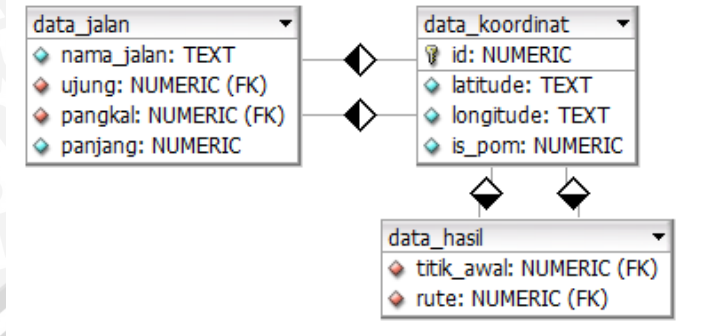 data_jalan
nama_jalan: TEXT
ujung: NUMERIC (FK)
pangkal: NUMERIC (FK)
panjang: NUMERIC
data_koordinat
id: NUMERIC
latitude: TEXT
longitude: TEXT
is_pom: NUMERIC
data_hasil
titik_awal: NUMERIC (FK)
rute: NUMERIC (FK)